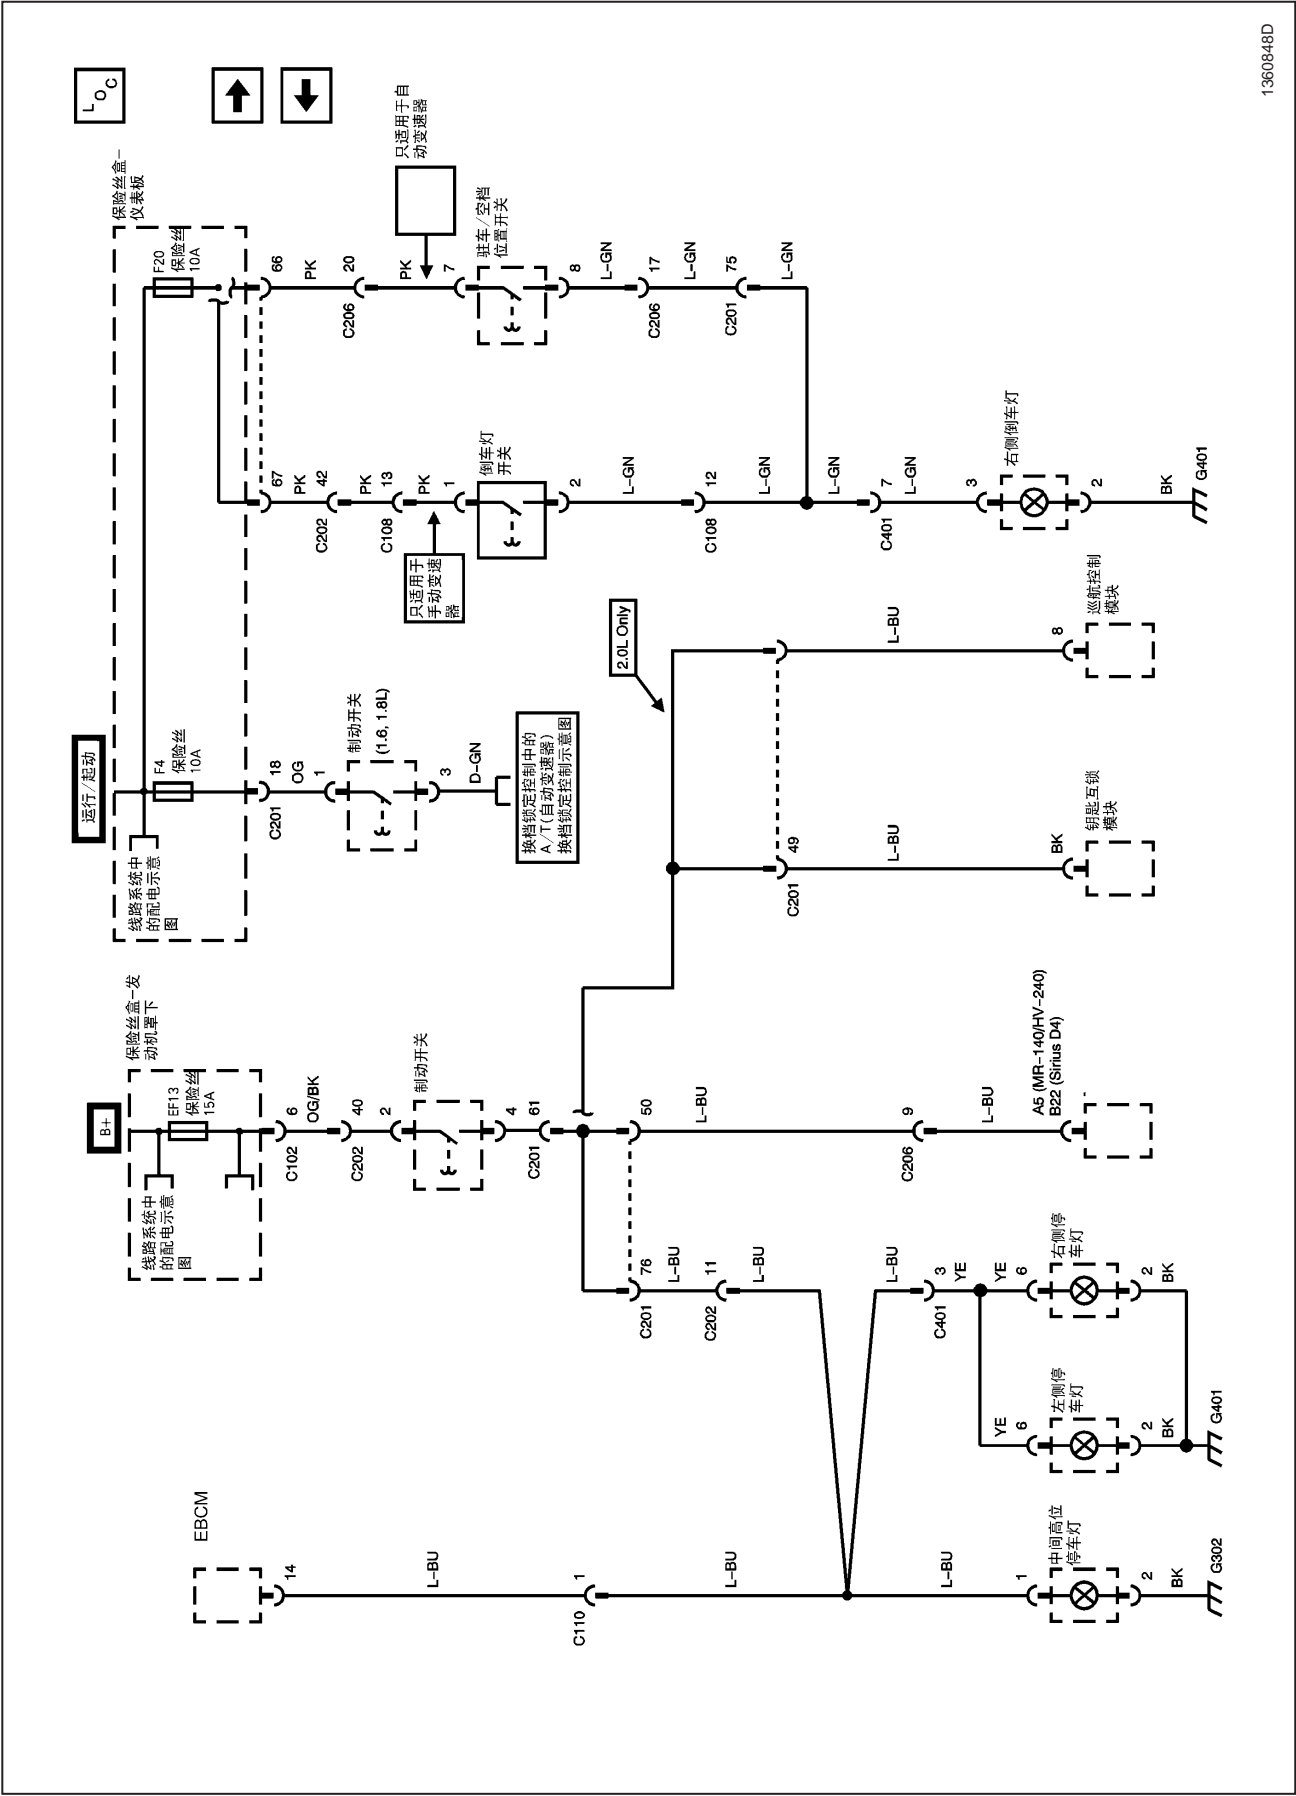 LOC
1360848D
B+
运行/起动
保险丝盒-发
动机罩下
EF13
保险丝
15A
线路系统中
的配电示意
图
保险丝盒-
仪表板
F4
保险丝
10A
F20
保险丝
10A
线路系统中
的配电示意
图
EBCM
14
L-BU
1
C110
L-BU
L-BU
1
中间高位
停车灯
2
BK
G302
6
C102
OG/BK
40
C202
2
制动开关
4
61
C201
76
C201
L-BU
11
C202
L-BU
L-BU
3
C401
YE
YE
6
左侧停
车灯
2
BK
G401
YE
6
右侧停
车灯
2
BK
50
L-BU
9
C206
L-BU
A5 (MR-140/HV-240)
B22 (Sirius D4)
18
C201
OG
1
制动开关
(1.6, 1.8L)
3
D-GN
换档锁定控制中的
A/T(自动变速器)
换档锁定控制示意图
2.0L Only
49
C201
L-BU
BK
钥匙互锁
模块
L-BU
8
巡航控制
模块
67
PK
42
C202
PK
13
C108
PK
只适用于
手动变速
器
1
倒车灯
开关
2
L-GN
12
C108
L-GN
L-GN
7
C401
L-GN
3
右侧倒车灯
2
BK
G401
66
PK
20
C206
PK
只适用于自
动变速器
7
驻车/空档
位置开关
8
L-GN
17
C206
L-GN
75
C201
L-GN